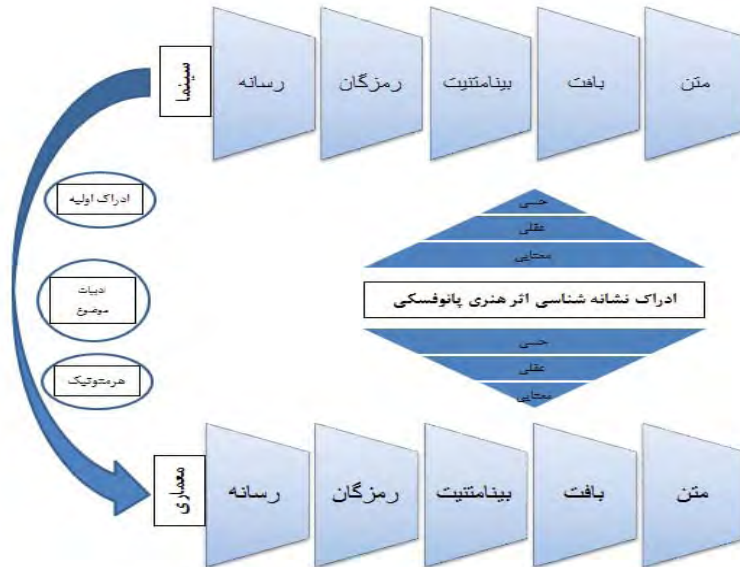 متن
بافت
بینامتنیت
رمزگان
رسانه
سینما
ادراک اولیه
ادبیات
موضوع
هرمنوتیک
حسی
عقلی
معنایی
ادراک نشانه شناسی اثر هنری پانوفسکی
حسی
عقلی
معنایی
متن
بافت
بینامتنیت
رمزگان
رسانه
معماری